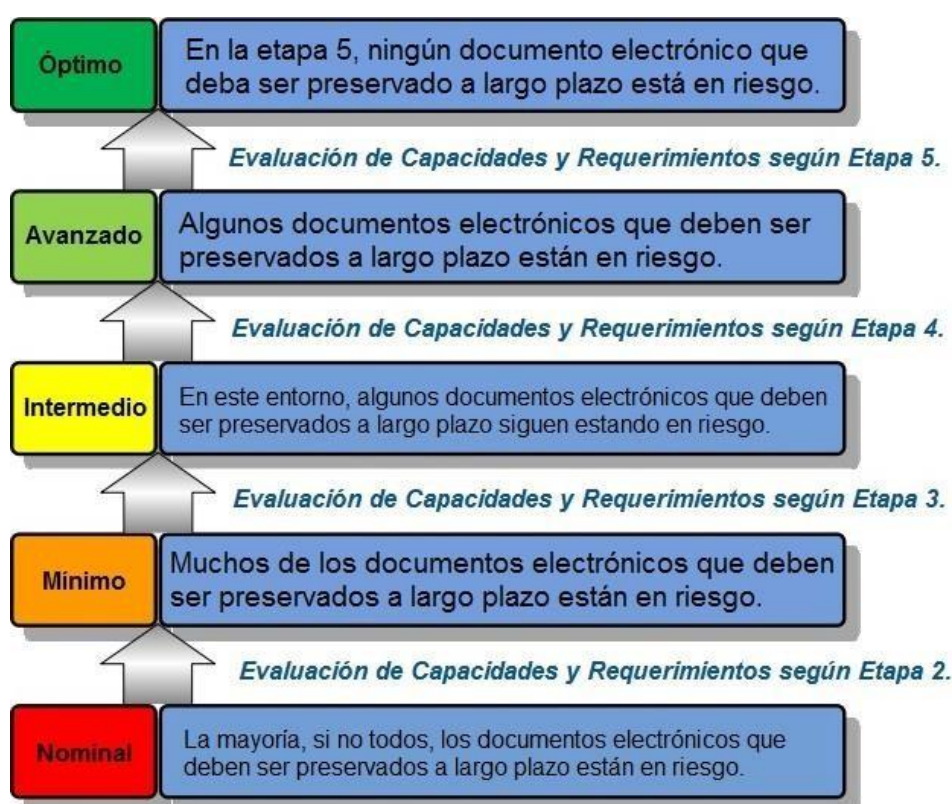 Óptimo
En la etapa 5, ningún documento electrónico que
deba ser preservado a largo plazo está en riesgo.
Evaluación de Capacidades y Requerimientos según Etapa 5.
Avanzado
Algunos documentos electrónicos que deben ser
preservados a largo plazo están en riesgo.
Evaluación de Capacidades y Requerimientos según Etapa 4.
Intermedio
En este entorno, algunos documentos electrónicos que deben
ser preservados a largo plazo siguen estando en riesgo.
Evaluación de Capacidades y Requerimientos según Etapa 3.
Mínimo
Muchos de los documentos electrónicos que deben
ser preservados a largo plazo están en riesgo.
Evaluación de Capacidades y Requerimientos según Etapa 2.
Nominal
La mayoría, si no todos, los documentos electrónicos que
deben ser preservados a largo plazo están en riesgo.